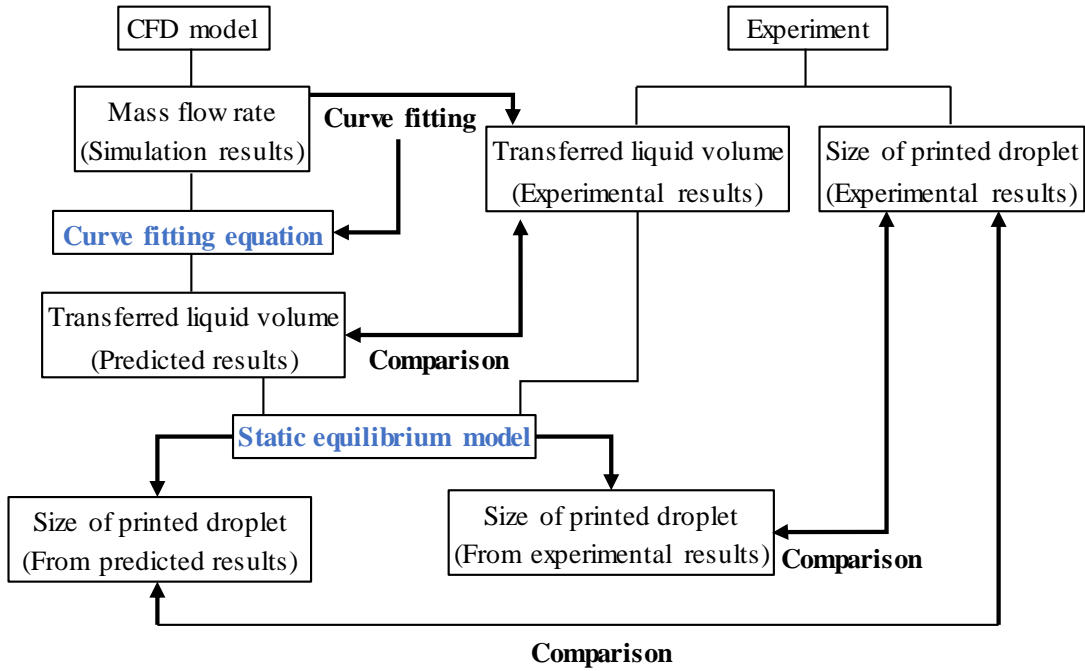 CFD model
Experiment
Mass flow rate
(Simulation results)
Curve fitting
Transferred liquid volume
(Experimental results)
Size of printed droplet
(Experimental results)
Curve fitting equation
Transferred liquid volume
(Predicted results)
Comparison
Static equilibrium model
Size of printed droplet
(From predicted results)
Size of printed droplet
(From experimental results)
Comparison
Comparison